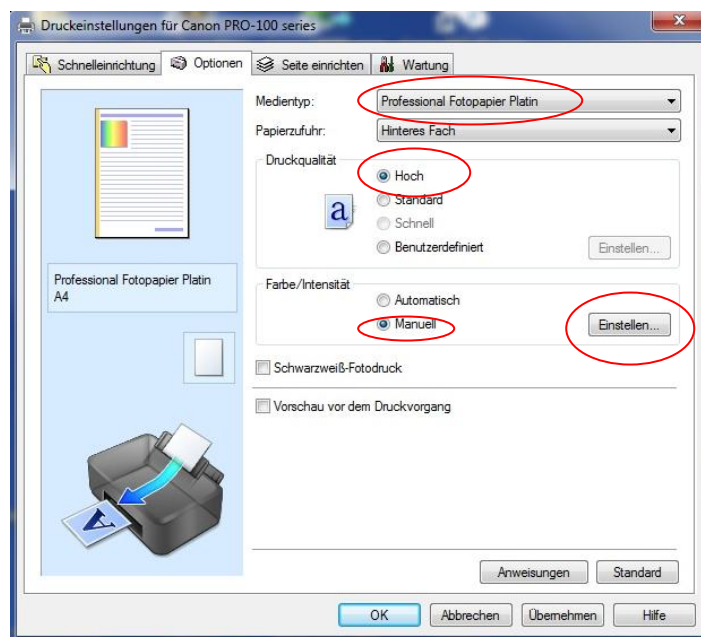 Druckeinstellungen für Canon PRO-100 series
Schnelleinrichtung Optionen Seite einrichten Wartung
Medientyp: Professional Fotopapier Platin
Papierzufuhr: Hinteres Fach
Druckqualität
Hoch
a
Standard
Schnell
Benutzerdefiniert Einstellen...
Professional Fotopapier Platin
A4
Farbe/Intensität
Automatisch
Manuell Einstellen...
Schwarzweiß-Fotodruck
Vorschau vor dem Druckvorgang
A
Anweisungen Standard
OK Abbrechen Übernehmen Hilfe